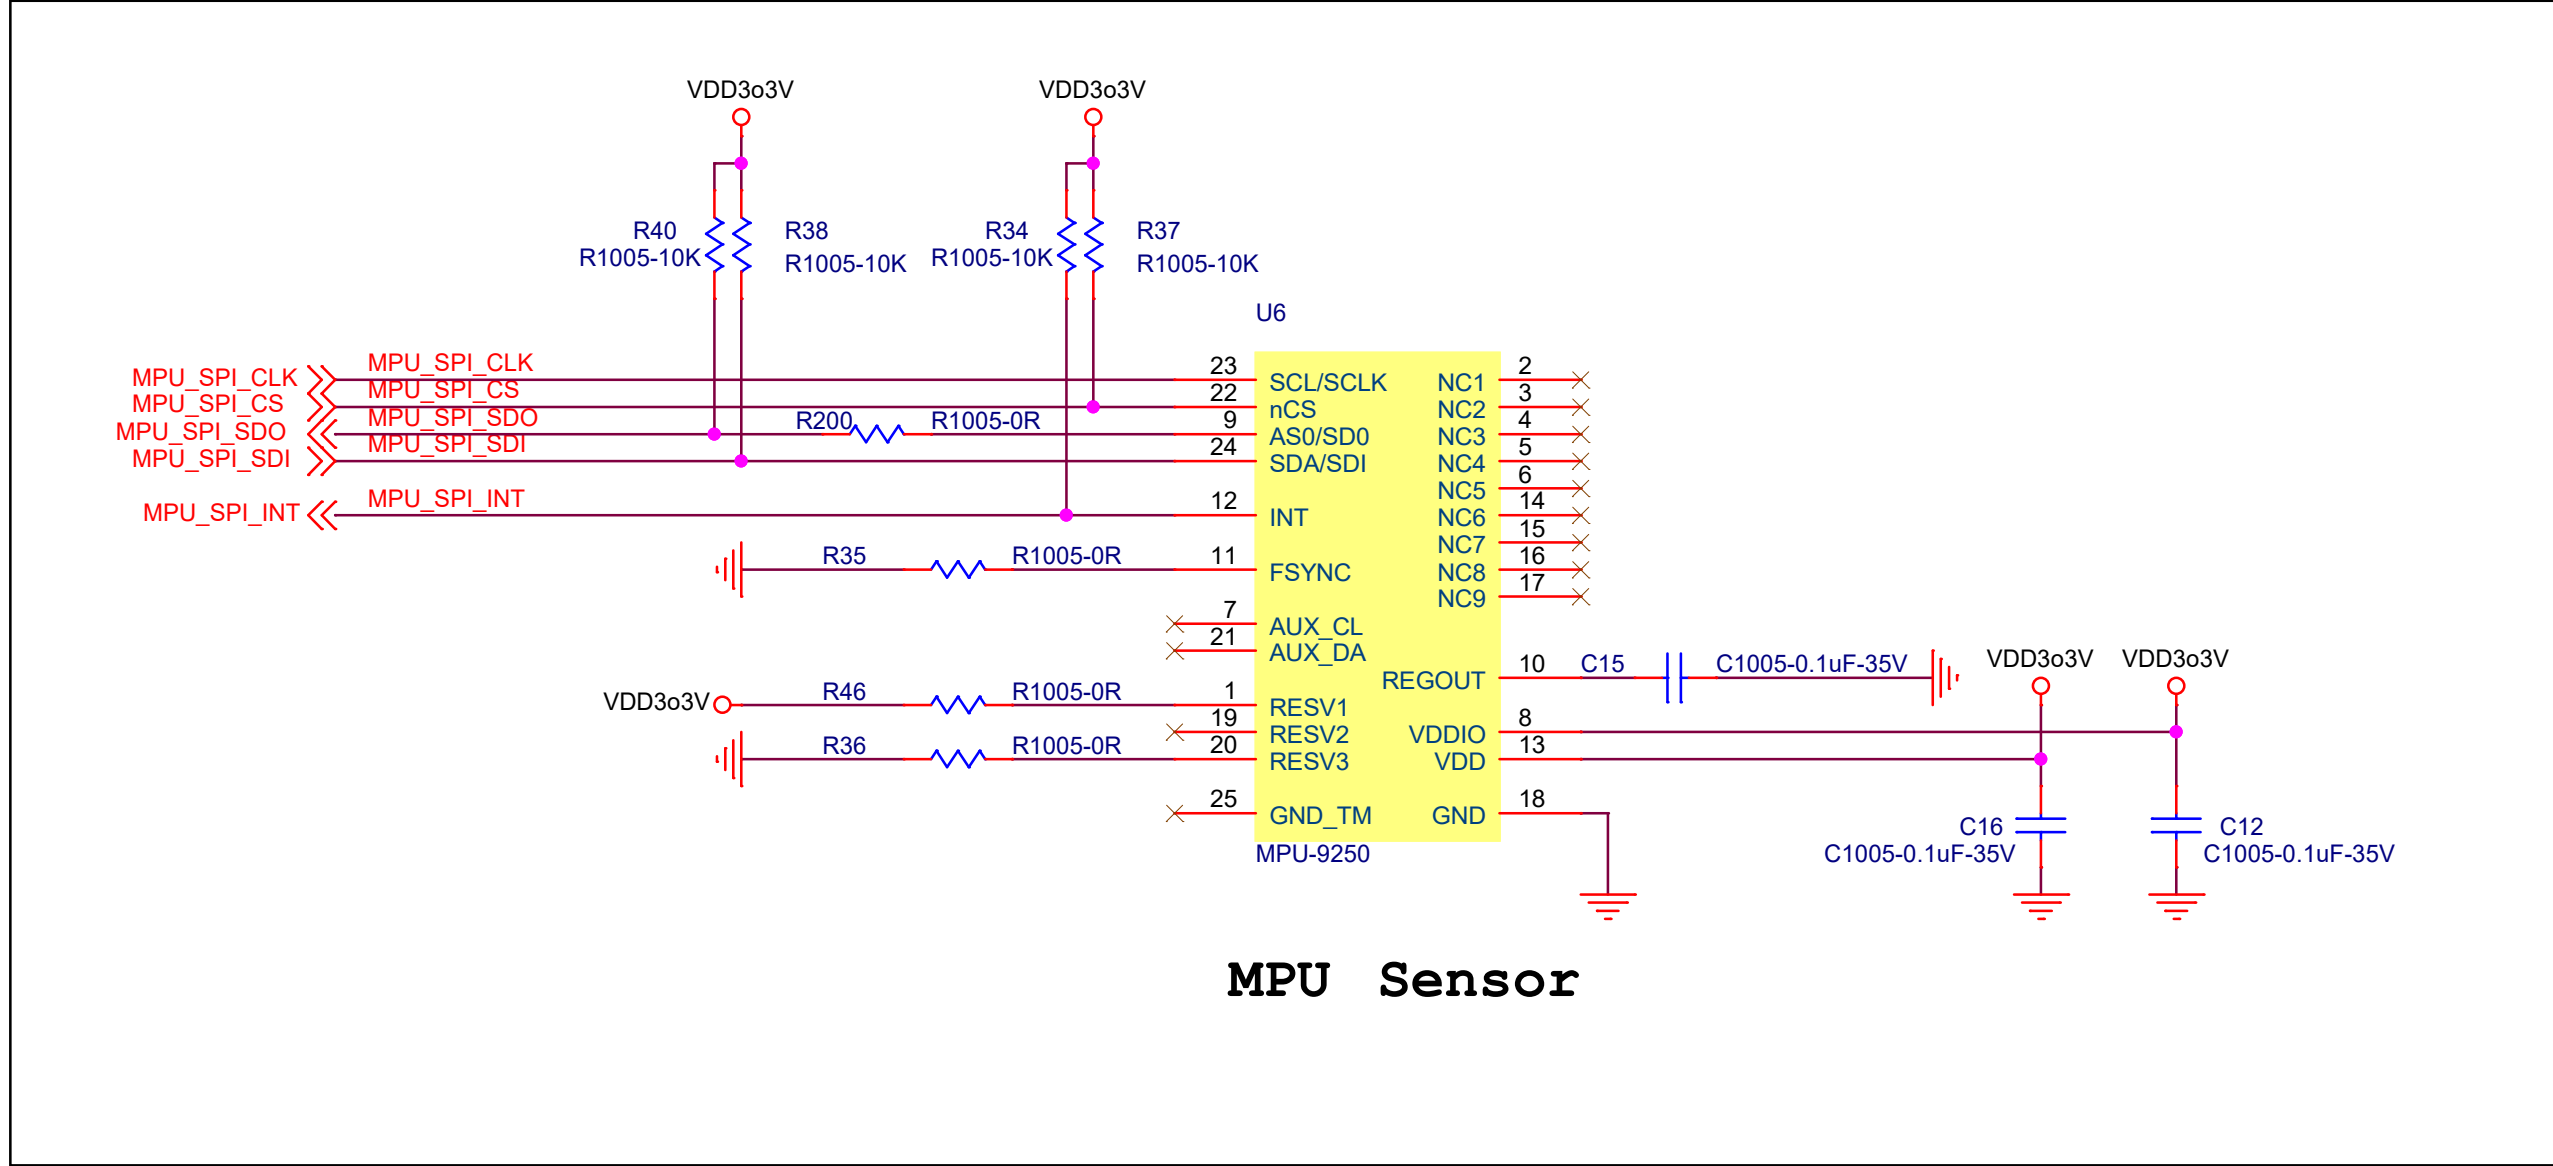 VDD3o3V
VDD3o3V
R40
R1005-10K
R38
R1005-10K
R34
R1005-10K
R37
R1005-10K
U6
MPU_SPI_CLK
MPU_SPI_CLK
MPU_SPI_CS
MPU_SPI_CS
MPU_SPI_SDO
MPU_SPI_SDO
MPU_SPI_SDI
MPU_SPI_SDI
MPU_SPI_INT
MPU_SPI_INT
R200
R1005-0R
R35
R1005-0R
VDD3o3V
R46
R1005-0R
R36
R1005-0R
23 SCL/SCLK
22 nCS
9 AS0/SD0
24 SDA/SDI
12 INT
11 FSYNC
7 AUX_CL
21 AUX_DA
1 RESV1
19 RESV2
20 RESV3
25 GND_TM
NC1 2
NC2 3
NC3 4
NC4 5
NC5 6
NC6 14
NC7 15
NC8 16
NC9 17
REGOUT 10
VDDIO 8
VDD 13
GND 18
MPU-9250
C15
C1005-0.1uF-35V
VDD3o3V
VDD3o3V
C16
C1005-0.1uF-35V
C12
C1005-0.1uF-35V
MPU Sensor